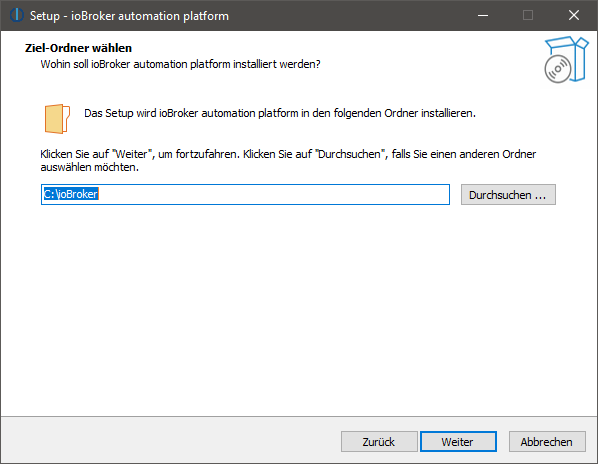 Setup - ioBroker automation platform
Ziel-Ordner wählen
Wohin soll ioBroker automation platform installiert werden?
Das Setup wird ioBroker automation platform in den folgenden Ordner installieren.
Klicken Sie auf "Weiter", um fortzufahren. Klicken Sie auf "Durchsuchen", falls Sie einen anderen Ordner
auswählen möchten.
C:\ioBroker
Durchsuchen ...
Zurück
Weiter
Abbrechen